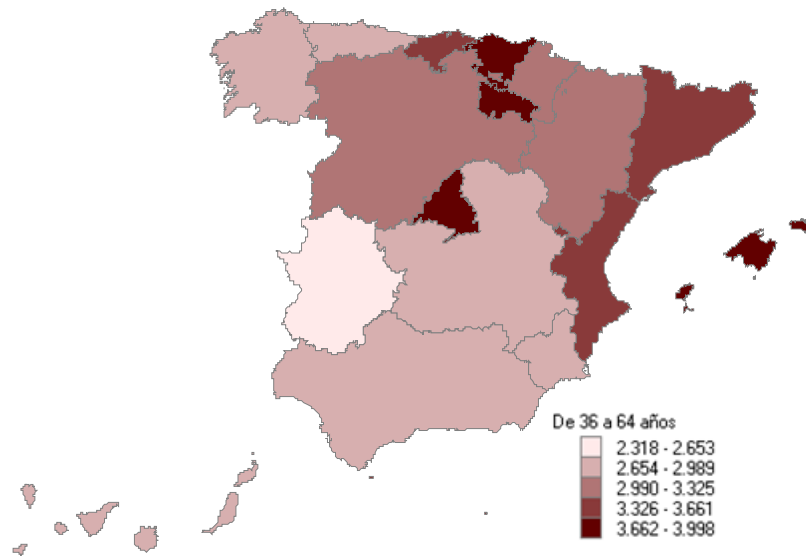 De 36 a 64 años
2.318 - 2.653
2.654 - 2.989
2.990 - 3.325
3.326 - 3.661
3.662 - 3.998